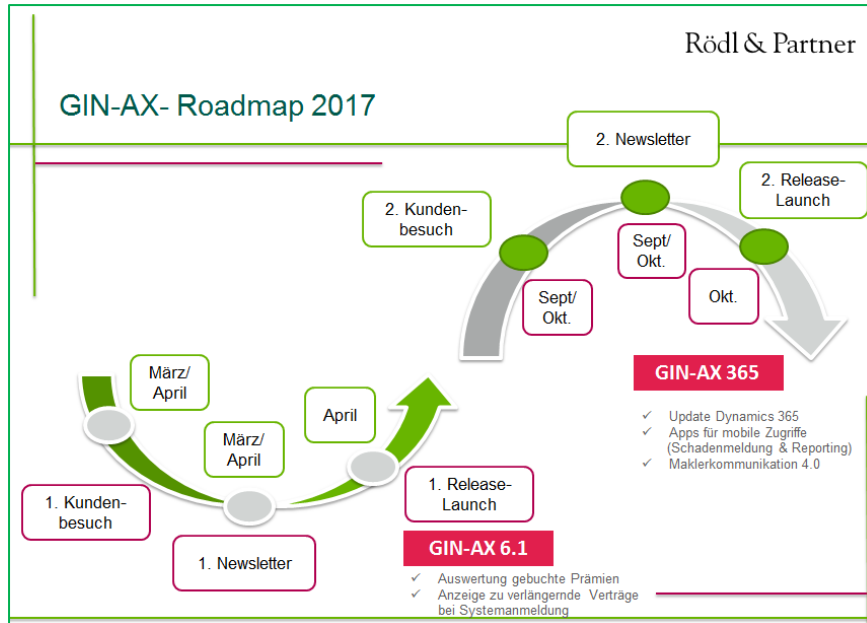 Rödl & Partner
GIN-AX- Roadmap 2017
2. Newsletter
2. Kunden-
besuch
2. Release-
Launch
Sept/
Okt.
Sept/
Okt.
Okt.
März/
April
März/
April
April
1. Kunden-
besuch
1. Newsletter
1. Release-
Launch
GIN-AX 365
✓ Update Dynamics 365
✓ Apps für mobile Zugriffe
(Schadenmeldung & Reporting)
✓ Maklerkommunikation 4.0
GIN-AX 6.1
✓ Auswertung gebuchte Prämien
✓ Anzeige zu verlängernde Verträge
bei Systemanmeldung